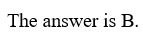 The answer is B.